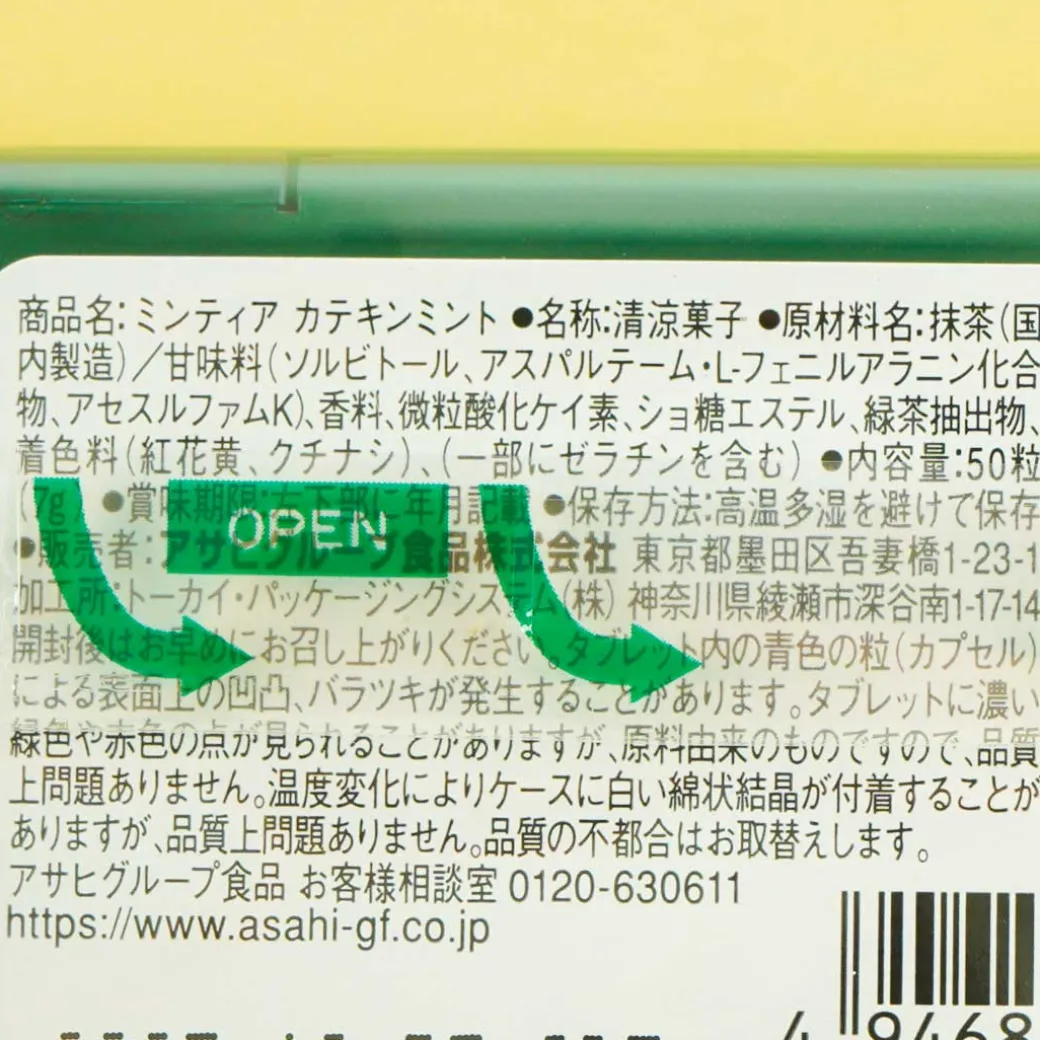 商品名:ミンティア カテキンミント ●名称:清涼菓子 ●原材料名:抹茶(国
内製造)/甘味料(ソルビトール、アスパルテーム・L-フェニルアラニン化合
物、アセスルファムK)、香料、微粒酸化ケイ素、ショ糖エステル、緑茶抽出物、
着色料(紅花黄、クチナシ)、(一部にゼラチンを含む) ●内容量:50粒
(7g) ●賞味期限:右下部に年月記載 ●保存方法:高温多湿を避けて保存
OPEN
●販売者:アサヒグループ食品株式会社 東京都墨田区吾妻橋1-23-1
加工所:トーカイ・パッケージングシステム(株) 神奈川県綾瀬市深谷南1-17-14
開封後はお早めにお召し上がりください。タブレット内の青色の粒(カプセル)
による表面上の凹凸、バラツキが発生することがあります。タブレットに濃い
緑色や赤色の点が見られることがありますが、原料由来のものですので、品質
上問題ありません。温度変化によりケースに白い綿状結晶が付着することが
ありますが、品質上問題ありません。品質の不都合はお取替えします。
アサヒグループ食品 お客様相談室 0120-630611
https://www.asahi-gf.co.jp
4 9468